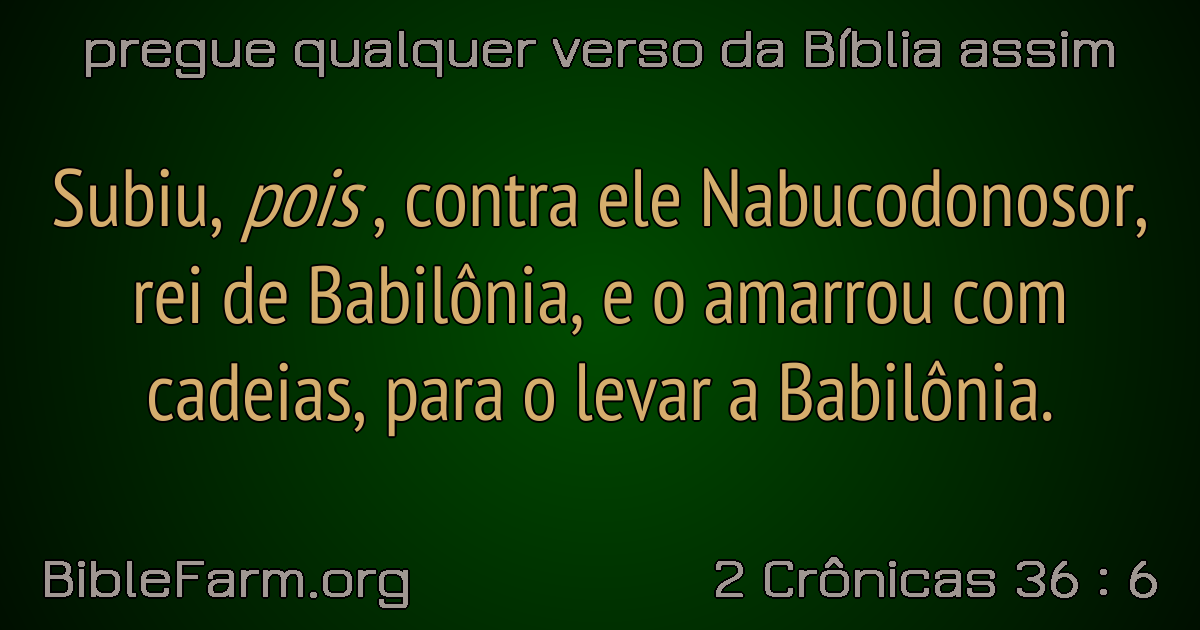 pregue qualquer verso da Bíblia assim
Subiu, pois , contra ele Nabucodonosor,
rei de Babilônia, e o amarrou com
cadeias, para o levar a Babilônia.
BibleFarm.org
2 Crônicas 36 : 6